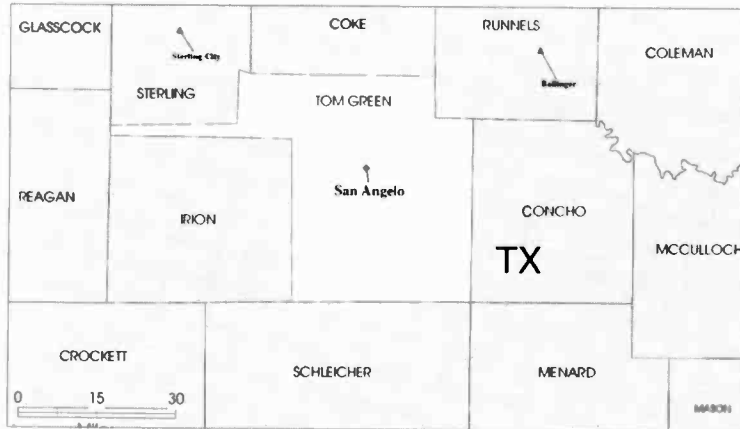 GLASSCOCK
COKE
RUNNELS
COLEMAN
Sterling City
Ballinger
STERLING
TOM GREEN
San Angelo
REAGAN
IRION
CONCHO
MCCULLOCH
TX
CROCKETT
SCHLEICHER
MENARD
MASON
0 15 30